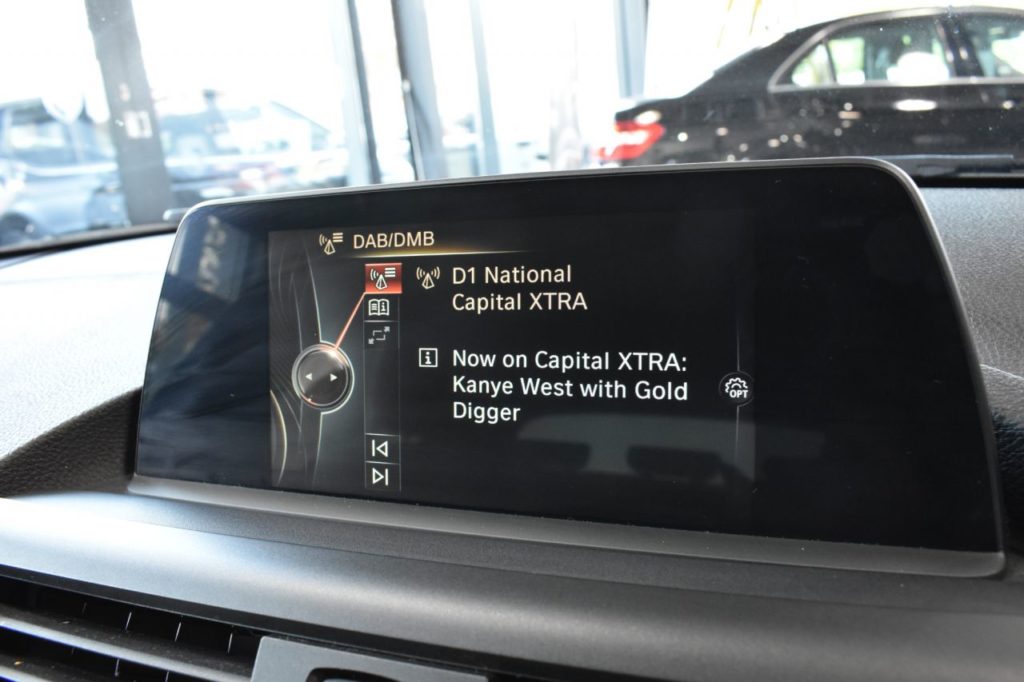 DAB/DMB
D1 National
Capital XTRA
Now on Capital XTRA:
Kanye West with Gold
Digger
OPT